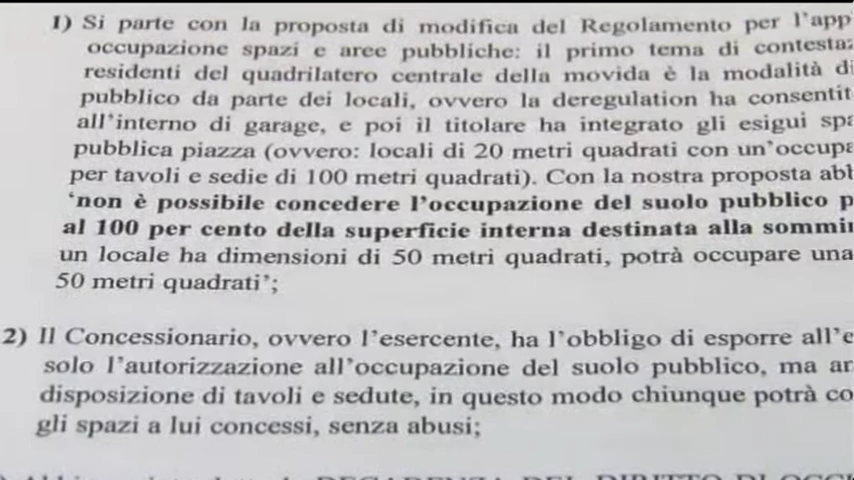 1) Si parte con la proposta di modifica del Regolamento per l'app
occupazione spazi e aree pubbliche: il primo tema di contestaz
residenti del quadrilatero centrale della movida è la modalità di
pubblico da parte dei locali, ovvero la deregulation ha consentit
all'interno di garage, e poi il titolare ha integrato gli esigui spa
pubblica piazza (ovvero: locali di 20 metri quadrati con un'occupa
per tavoli e sedie di 100 metri quadrati). Con la nostra proposta abb
'non è possibile concedere l'occupazione del suolo pubblico p
al 100 per cento della superficie interna destinata alla sommi
un locale ha dimensioni di 50 metri quadrati, potrà occupare una
50 metri quadrati';
2) Il Concessionario, ovvero l'esercente, ha l'obbligo di esporre all'e
solo l'autorizzazione all'occupazione del suolo pubblico, ma an
disposizione di tavoli e sedute, in questo modo chiunque potrà co
gli spazi a lui concessi, senza abusi;
DECADENZA DEL DIRITTO DI